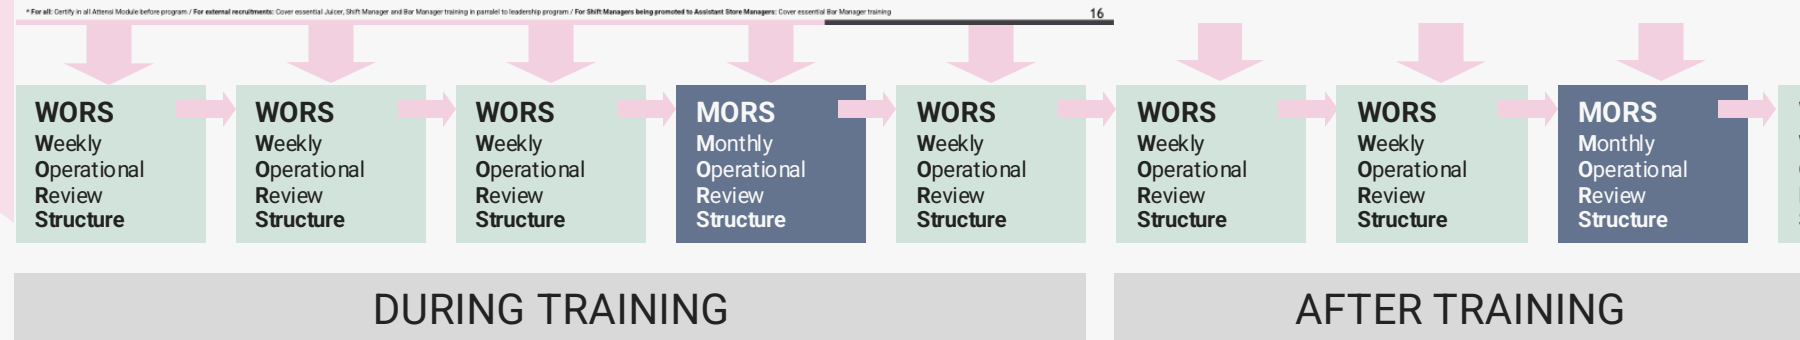 * For all: Certify in all Attensi Module before program / For external recruitments: Cover essential Juicer, Shift Manager and Bar Manager training in parralel to leadership program / For Shift Managers being promoted to Assistant Store Managers: Cover essential Bar Manager training
16
WORS
Weekly
Operational
Review
Structure
WORS
Weekly
Operational
Review
Structure
WORS
Weekly
Operational
Review
Structure
MORS
Monthly
Operational
Review
Structure
WORS
Weekly
Operational
Review
Structure
WORS
Weekly
Operational
Review
Structure
WORS
Weekly
Operational
Review
Structure
MORS
Monthly
Operational
Review
Structure
DURING TRAINING
AFTER TRAINING